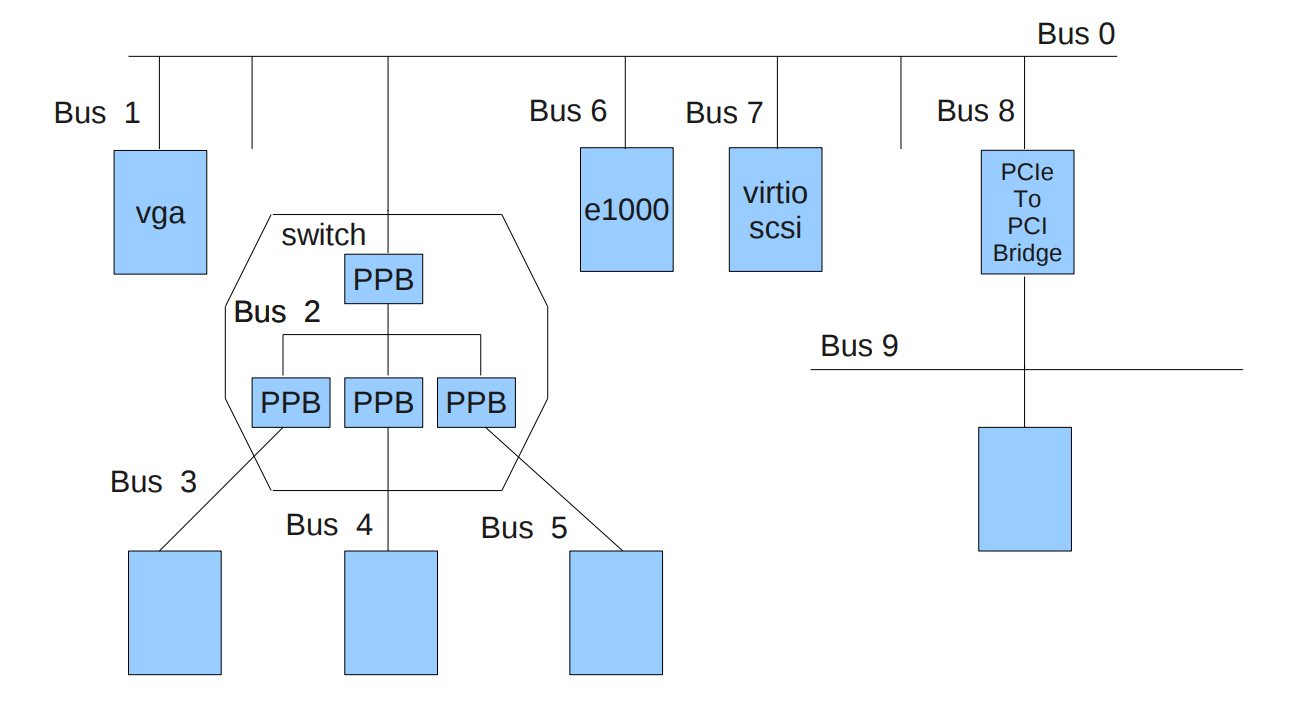 Bus 0
Bus 1
Bus 6
Bus 7
Bus 8
vga
e1000
virtio
scsi
PCIe
To
PCI
Bridge
switch
PPB
Bus 2
Bus 9
PPB
PPB
PPB
Bus 3
Bus 4
Bus 5